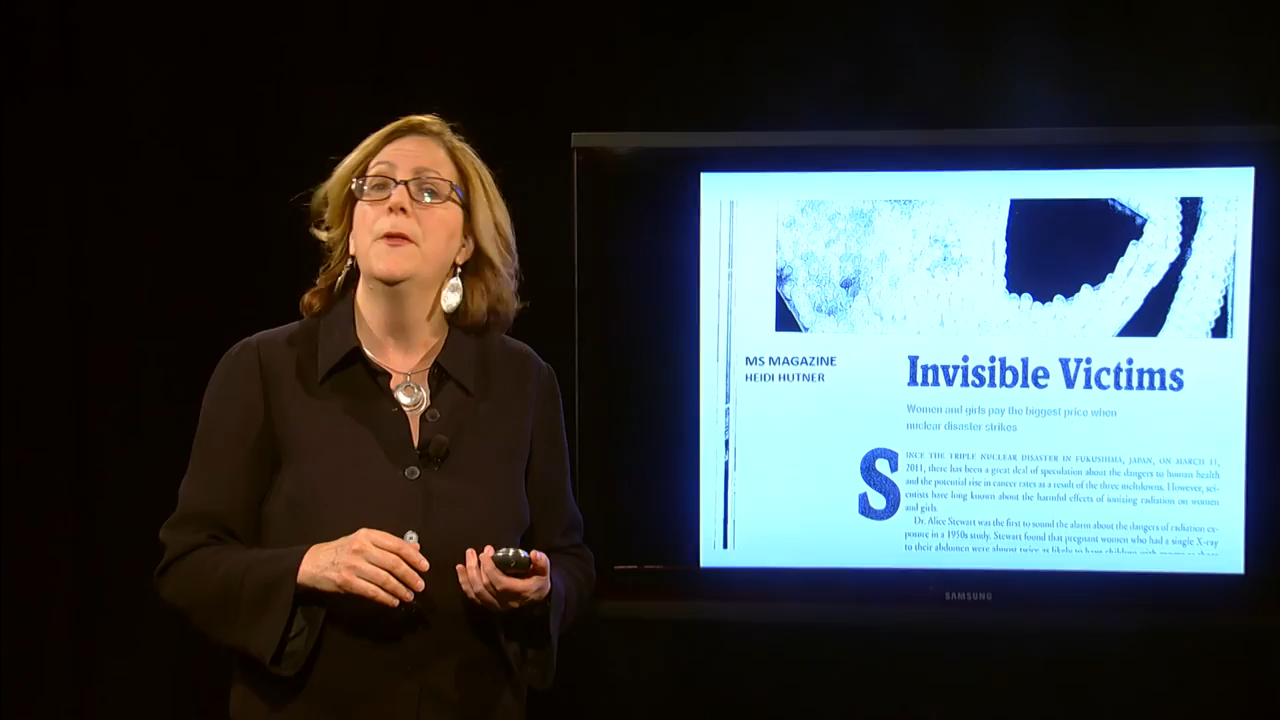 MS MAGAZINE
HEIDI HUTNER
Invisible Victims
Women and girls pay the biggest price when
nuclear disaster strikes
SINCE THE TRIPLE NUCLEAR DISASTER IN FUKUSHIMA, JAPAN, ON MARCH 11,
2011, there has been a great deal of speculation about the dangers to human health
and the potential rise in cancer rates as a result of the three meltdowns. However, sci-
entists have long known about the harmful effects of ionizing radiation on women
and girls.
Dr. Alice Stewart was the first to sound the alarm about the dangers of radiation ex-
posure in a 1950s study. Stewart found that pregnant women who had a single X-ray
to their abdomen were almost twice as likely to have children with
SAMSUNG